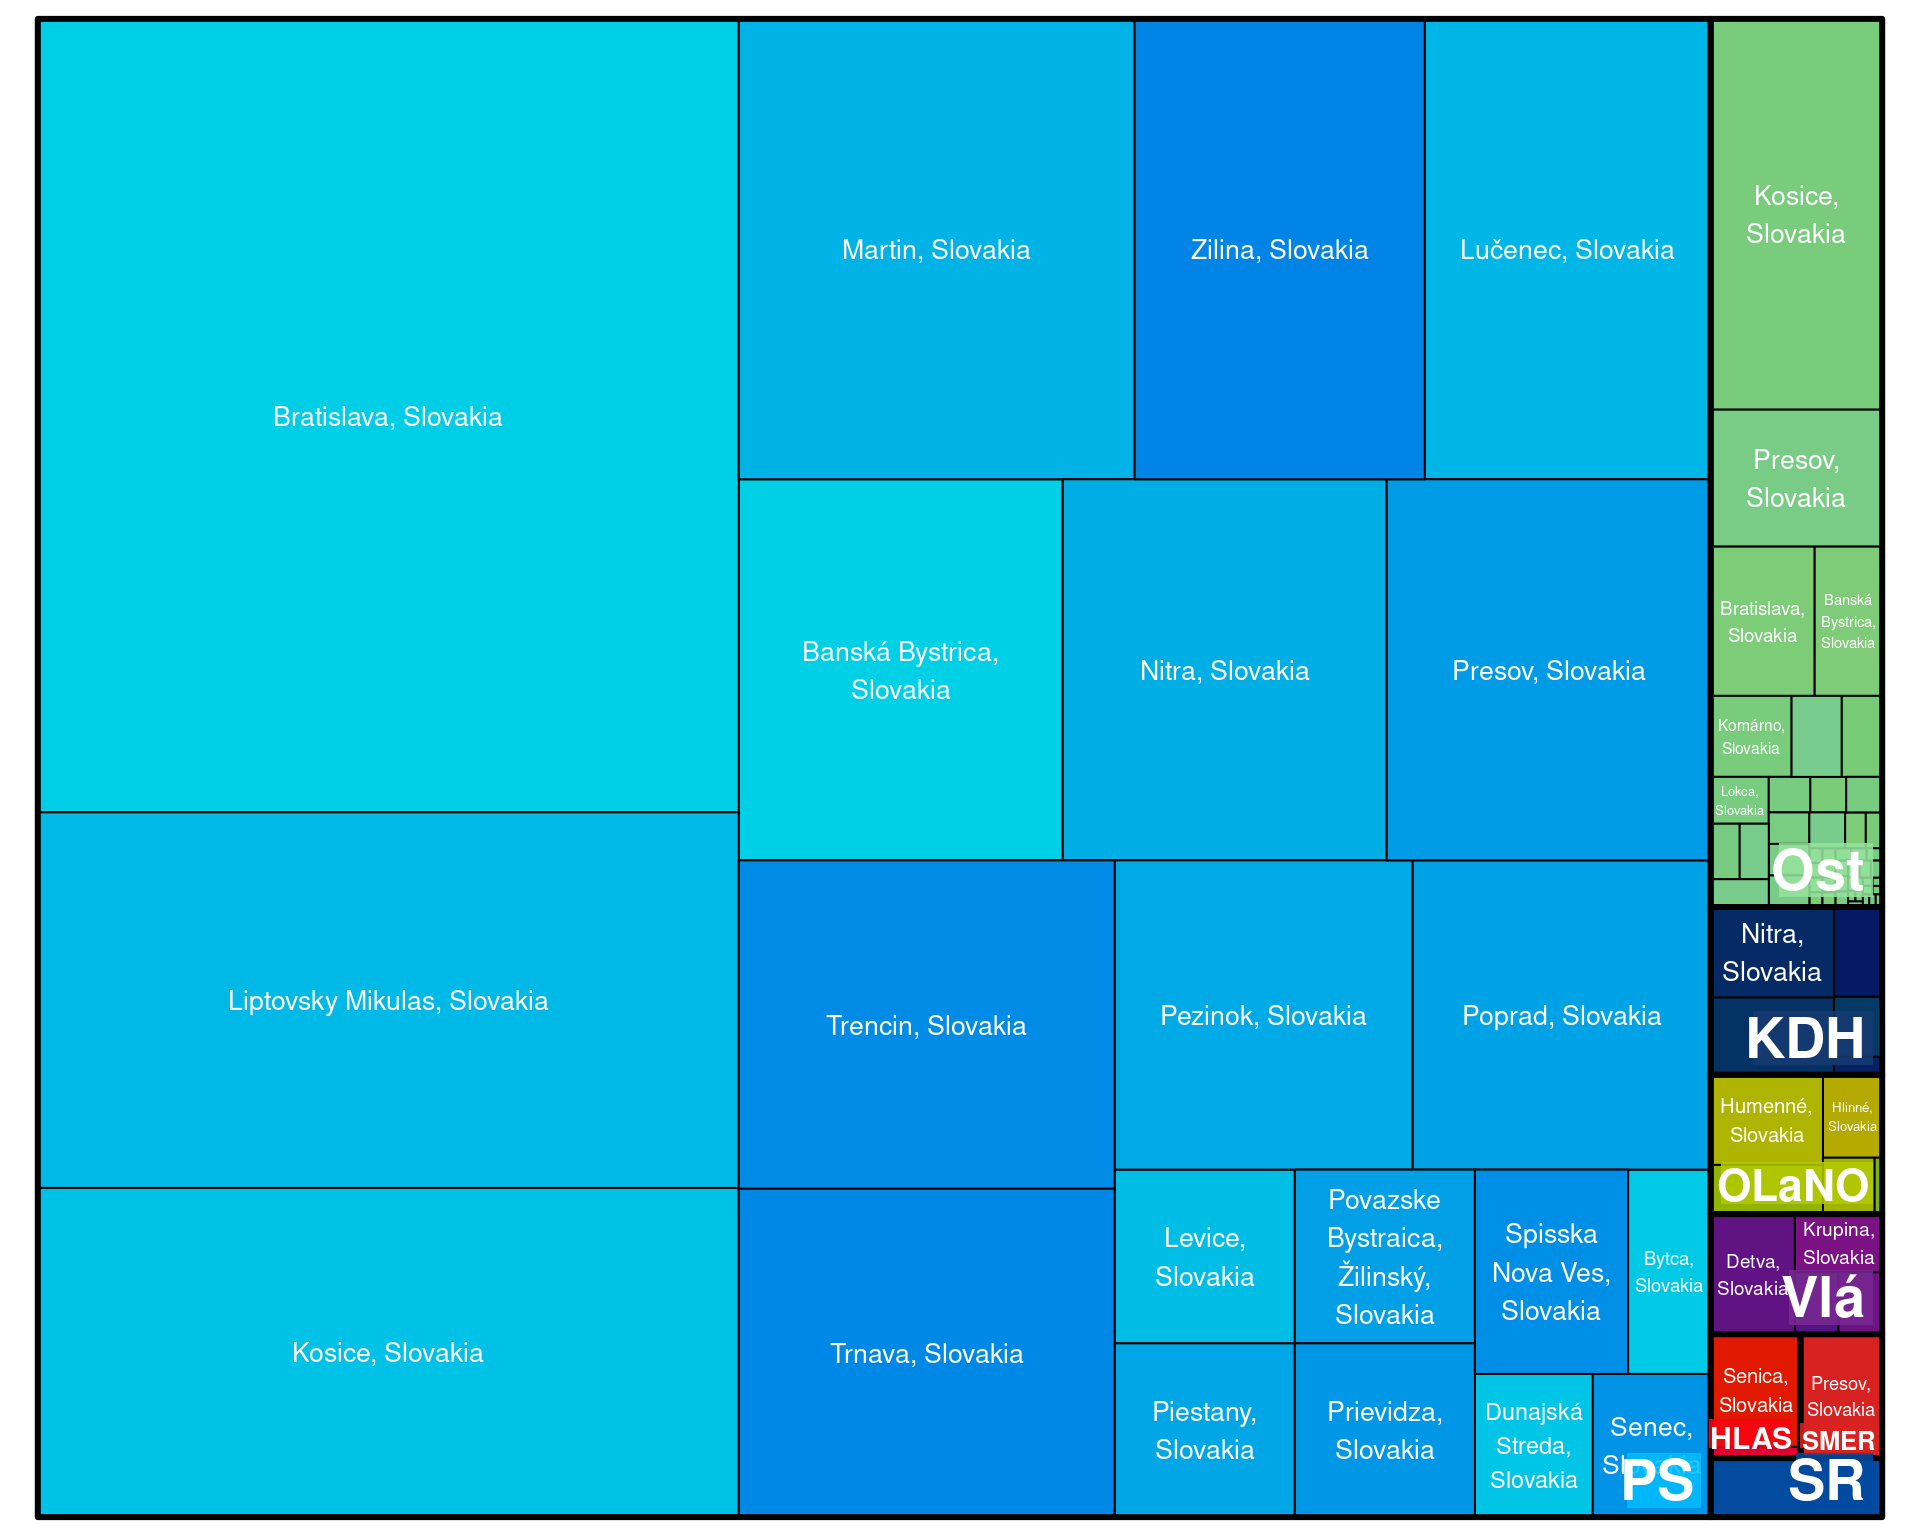 Bratislava, Slovakia
Liptovsky Mikulas, Slovakia
Kosice, Slovakia
Martin, Slovakia
Zilina, Slovakia
Lučenec, Slovakia
Banská Bystrica,
Slovakia
Nitra, Slovakia
Presov, Slovakia
Trencin, Slovakia
Trnava, Slovakia
Pezinok, Slovakia
Poprad, Slovakia
Levice,
Slovakia
Povazske
Bystraica,
Žilinský,
Slovakia
Spisska
Nova Ves,
Slovakia
Bytca,
Slovakia
Piestany,
Slovakia
Prievidza,
Slovakia
Dunajská
Streda,
Slovakia
Senec,
Slovakia
PS
Kosice,
Slovakia
Presov,
Slovakia
Bratislava,
Slovakia
Banská
Bystrica,
Slovakia
Komárno,
Slovakia
Lokca,
Slovakia
Ost
Nitra,
Slovakia
KDH
Humenné,
Slovakia
Hlinné,
Slovakia
OLaNO
Detva,
Slovakia
Krupina,
Slovakia
Vlá
Senica,
Slovakia
HLAS
Presov,
Slovakia
SMER
SR